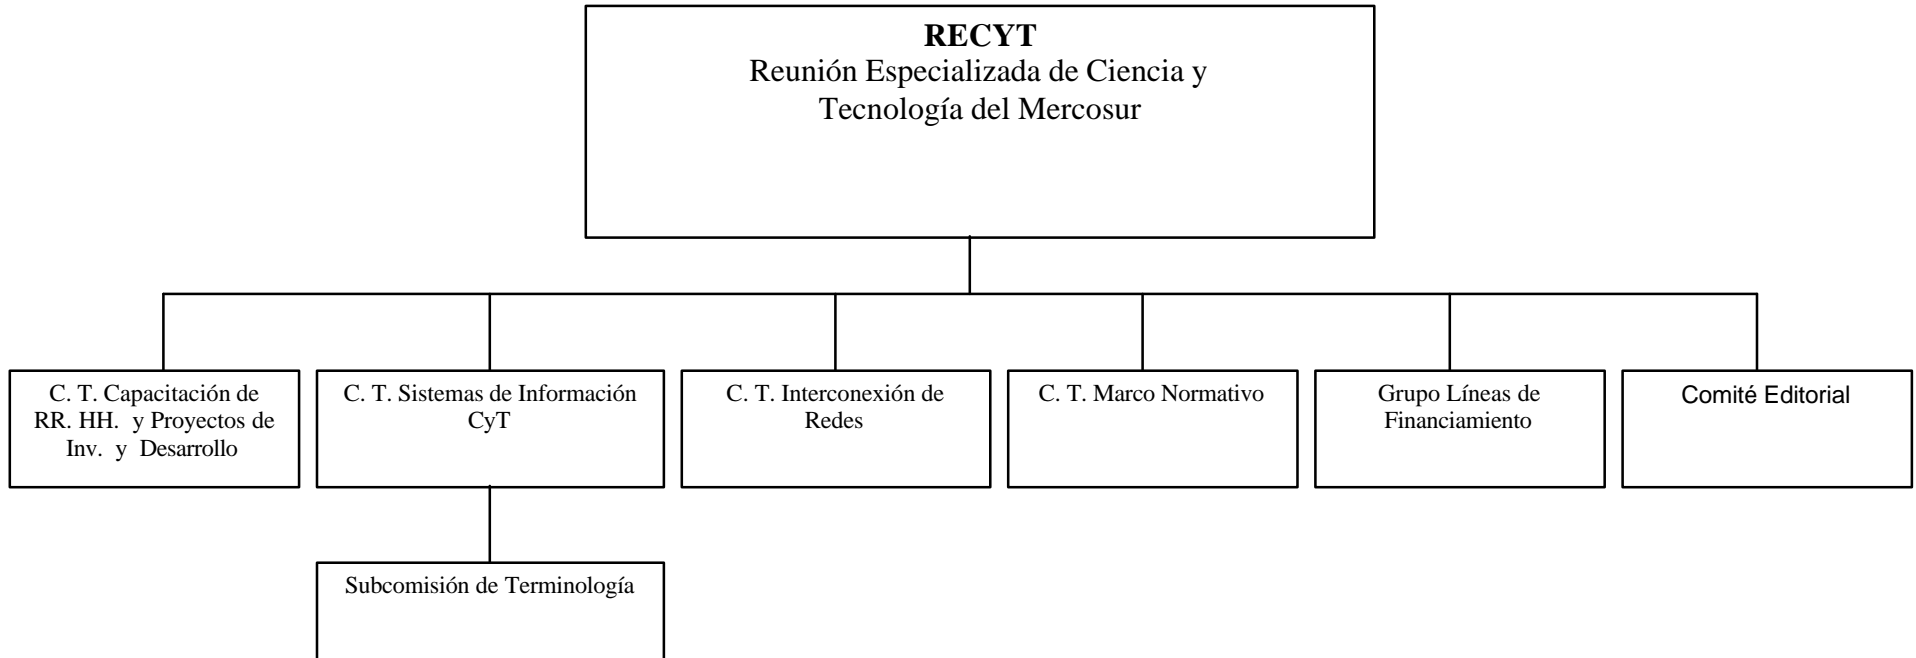 RECYT
Reunión Especializada de Ciencia y
Tecnología del Mercosur
C. T. Capacitación de
RR. HH. y Proyectos de
Inv. y Desarrollo
C. T. Sistemas de Información
CyT
C. T. Interconexión de
Redes
C. T. Marco Normativo
Grupo Líneas de
Financiamiento
Comité Editorial
Subcomisión de Terminología